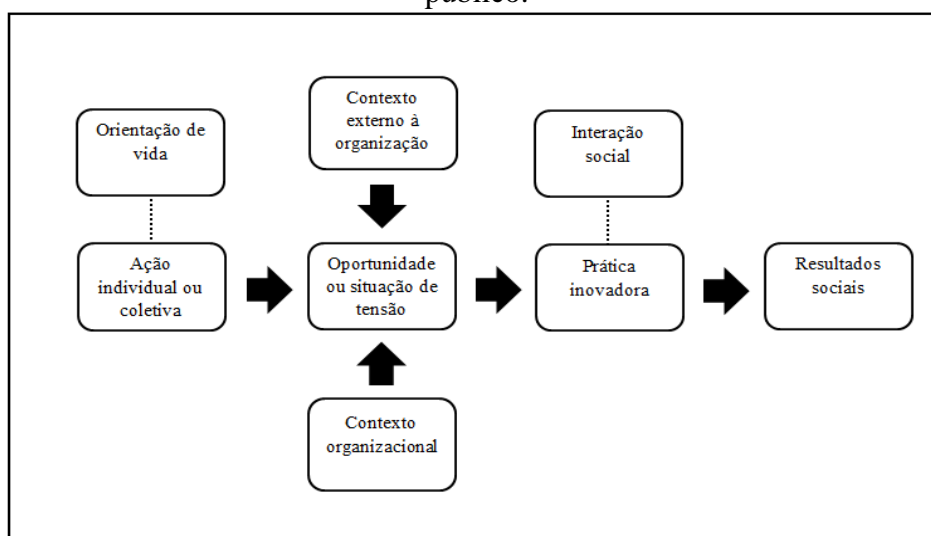 público.
Orientação de
vida
Contexto
externo à
organização
Interação
social
Ação
individual ou
coletiva
Oportunidade
ou situação de
tensão
Prática
inovadora
Resultados
sociais
Contexto
organizacional